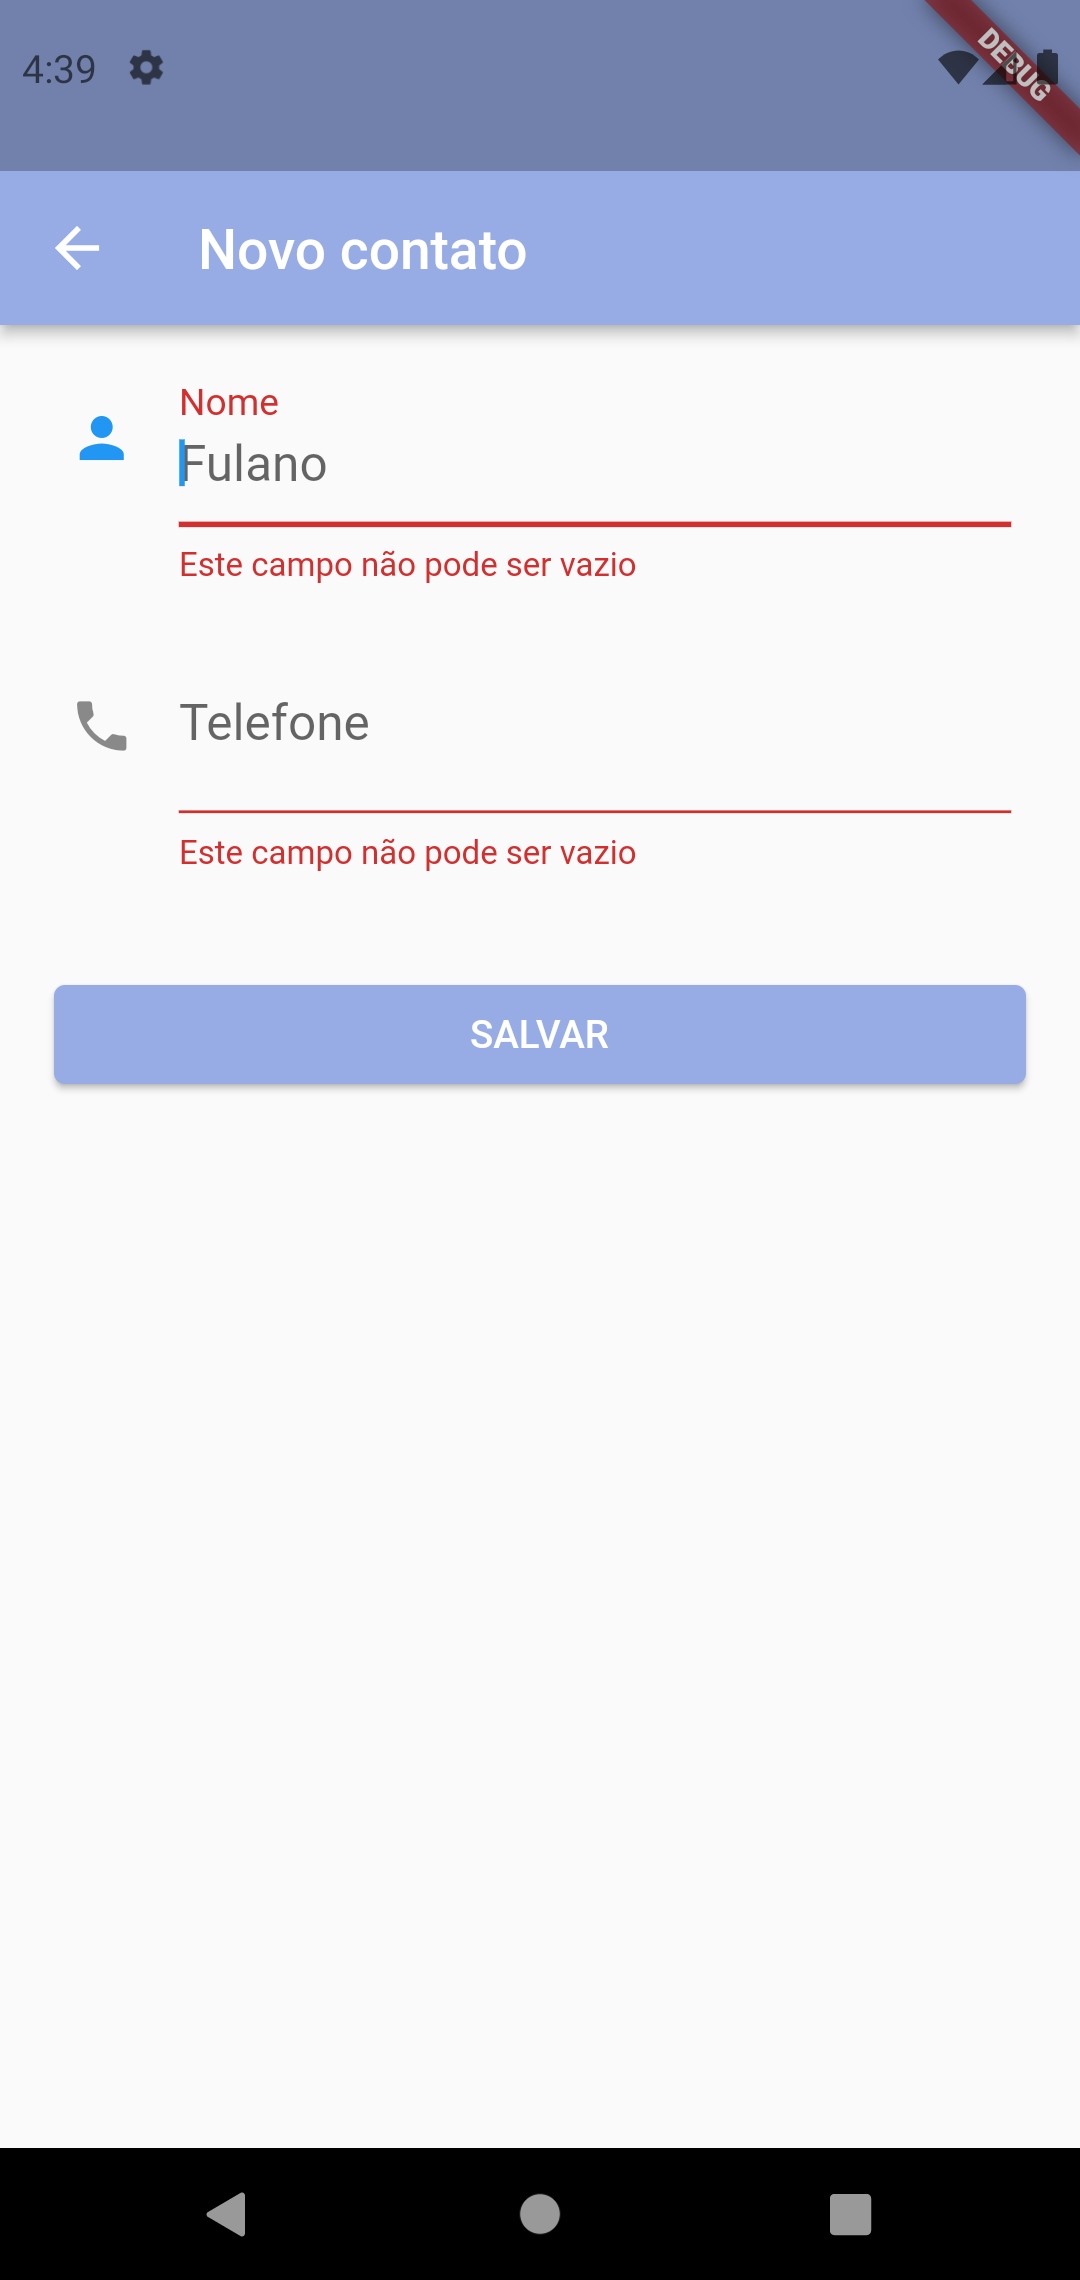 4:39
DEBUG
Novo contato
Nome
Fulano
Este campo não pode ser vazio
Telefone
Este campo não pode ser vazio
SALVAR